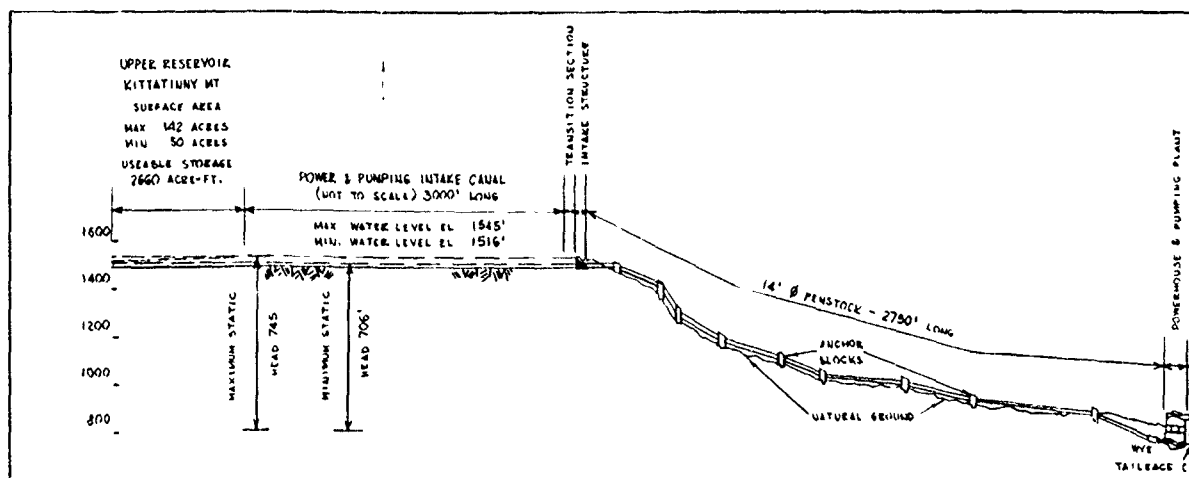 UPPER RESERVOIR
KITTATINNY MT
SURFACE AREA
MAX 142 ACRES
MIN 50 ACRES
USEABLE STORAGE
2660 ACRE-FT.
POWER & PUMPING INTAKE CANAL
(NOT TO SCALE) 3000' LONG
MAX WATER LEVEL EL 1545'
MIN. WATER LEVEL EL 1516'
TRANSITION SECTION
INTAKE STRUCTURE
1600
1400
1200
1000
800
MAXIMUM STATIC
HEAD 745
MINIMUM STATIC
HEAD 706'
14' Ø PENSTOCK - 2750' LONG
ANCHOR
BLOCKS
NATURAL GROUND
POWERHOUSE & PUMPING PLANT
WYE
TAILRACE